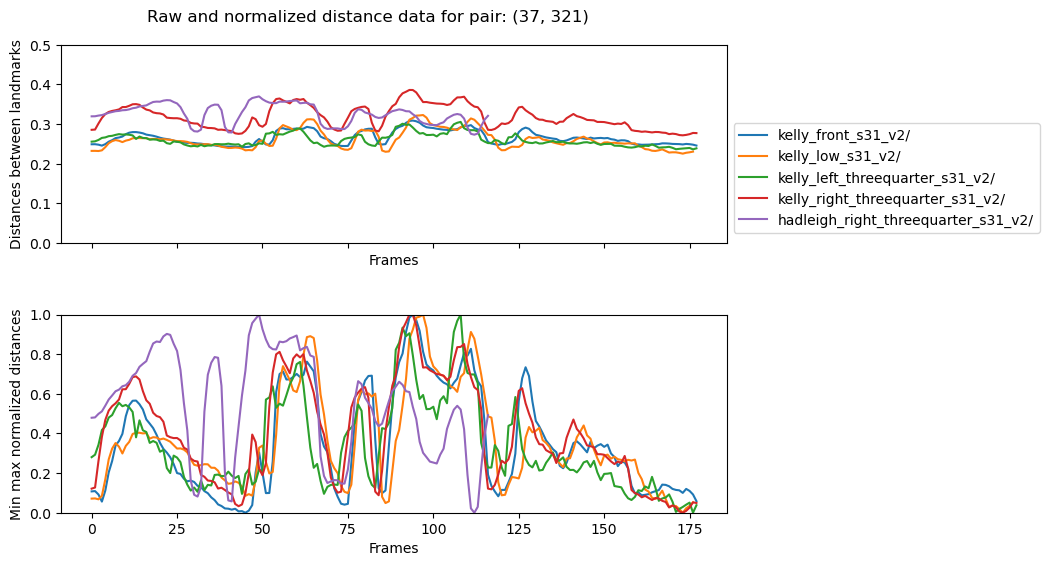 Raw and normalized distance data for pair: (37, 321)
Distances between landmarks
0.5
0.4
0.3
0.2
0.1
0.0
Frames
kelly_front_s31_v2/
kelly_low_s31_v2/
kelly_left_threequarter_s31_v2/
kelly_right_threequarter_s31_v2/
hadleigh_right_threequarter_s31_v2/
Min max normalized distances
1.0
0.8
0.6
0.4
0.2
0.0
0 25 50 75 100 125 150 175
Frames